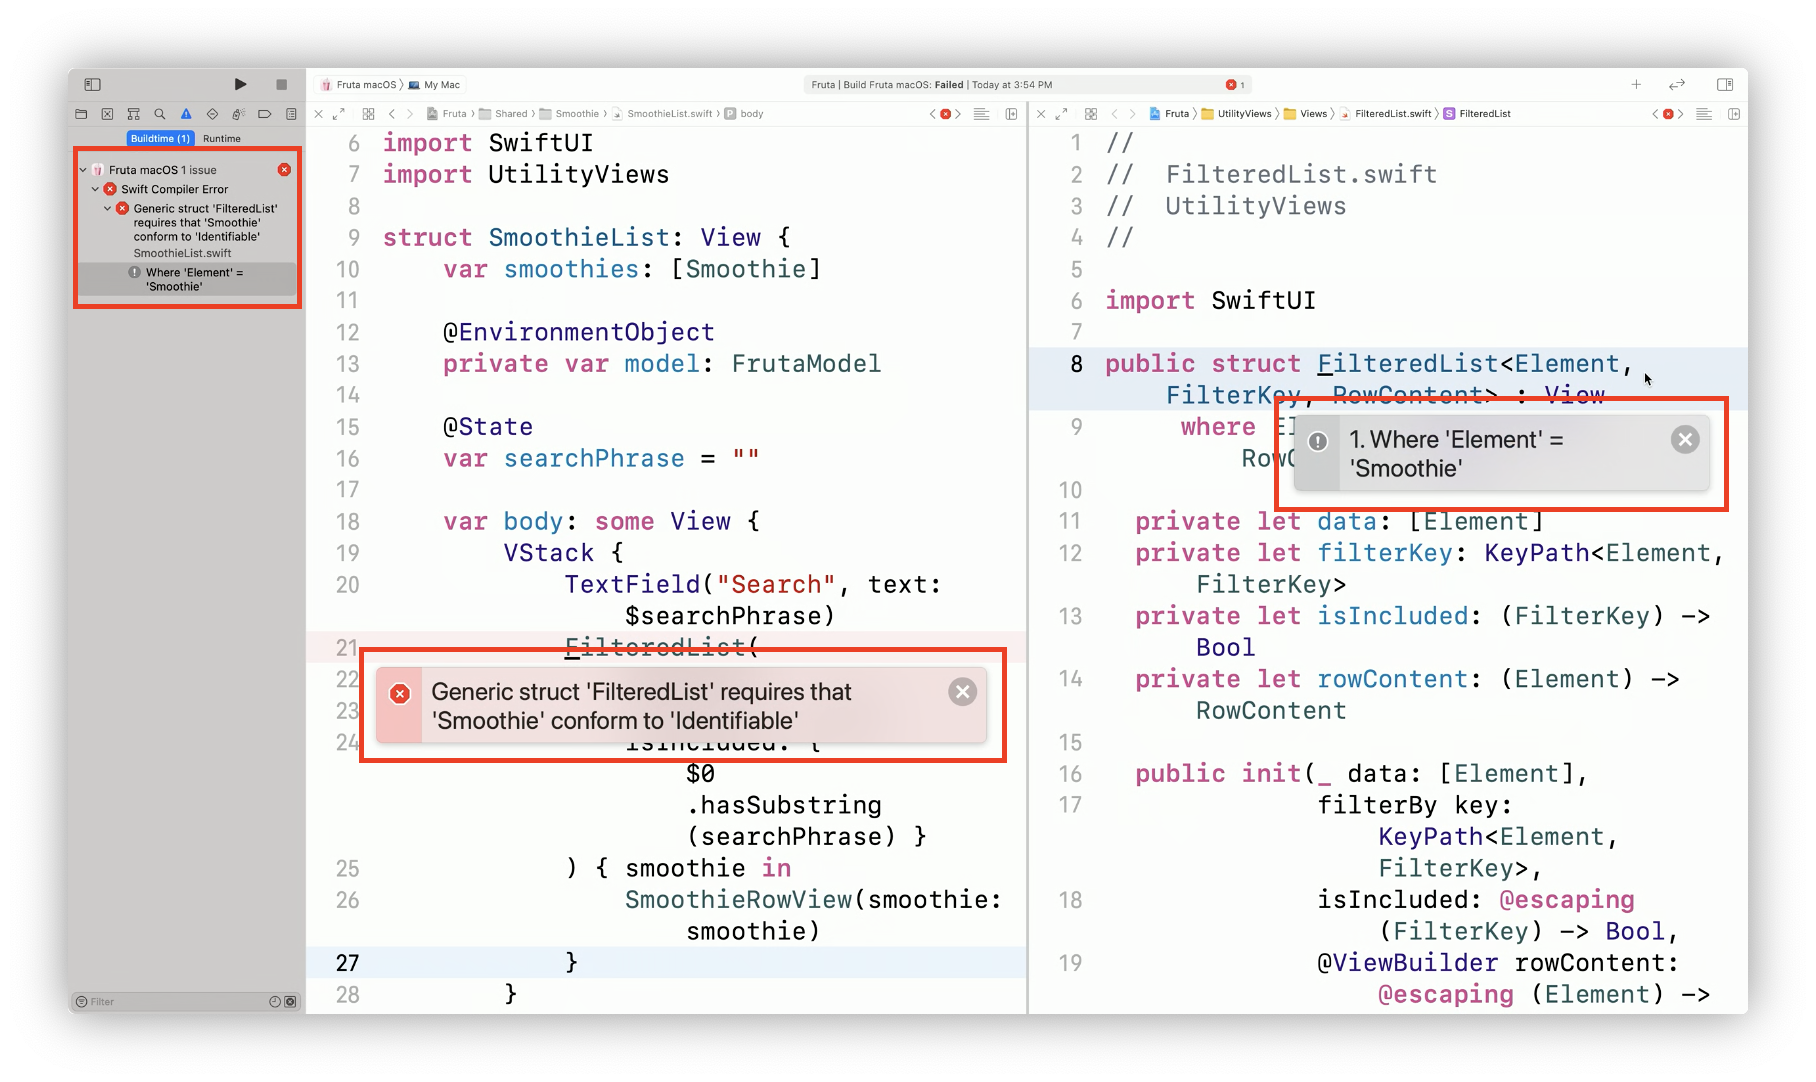 Fruta macOS 〉 My Mac
Fruta | Build Fruta macOS: Failed | Today at 3:54 PM
1
Buildtime (1) Runtime
Fruta macOS 1 issue
Swift Compiler Error
Generic struct 'FilteredList'
requires that 'Smoothie'
conform to 'Identifiable'
SmoothieList.swift
Where 'Element' =
'Smoothie'
Filter
Fruta 〉 Shared 〉 Smoothie 〉 SmoothieList.swift 〉 P body
6 import SwiftUI
7 import UtilityViews
8
9 struct SmoothieList: View {
10 var smoothies: [Smoothie]
11
12 @EnvironmentObject
13 private var model: FrutaModel
14
15 @State
16 var searchPhrase = ""
17
18 var body: some View {
19 VStack {
20 TextField("Search", text:
$searchPhrase)
21 FilteredList(
22
Generic struct 'FilteredList' requires that
'Smoothie' conform to 'Identifiable'
23
24 isIncluded: {
$0
.hasSubstring
(searchPhrase) }
25 ) { smoothie in
26 SmoothieRowView(smoothie:
smoothie)
27 }
28 }
Fruta 〉 UtilityViews 〉 Views 〉 FilteredList.swift 〉 S FilteredList
1 //
2 // FilteredList.swift
3 // UtilityViews
4 //
5
6 import SwiftUI
7
8 public struct FilteredList<Element,
FilterKey, RowContent> : View
9 where
1. Where 'Element' =
'Smoothie'
10
11 private let data: [Element]
12 private let filterKey: KeyPath<Element,
FilterKey>
13 private let isIncluded: (FilterKey) ->
Bool
14 private let rowContent: (Element) ->
RowContent
15
16 public init(_ data: [Element],
17 filterBy key:
KeyPath<Element,
FilterKey>,
18 isIncluded: @escaping
(FilterKey) -> Bool,
19 @ViewBuilder rowContent:
@escaping (Element) ->